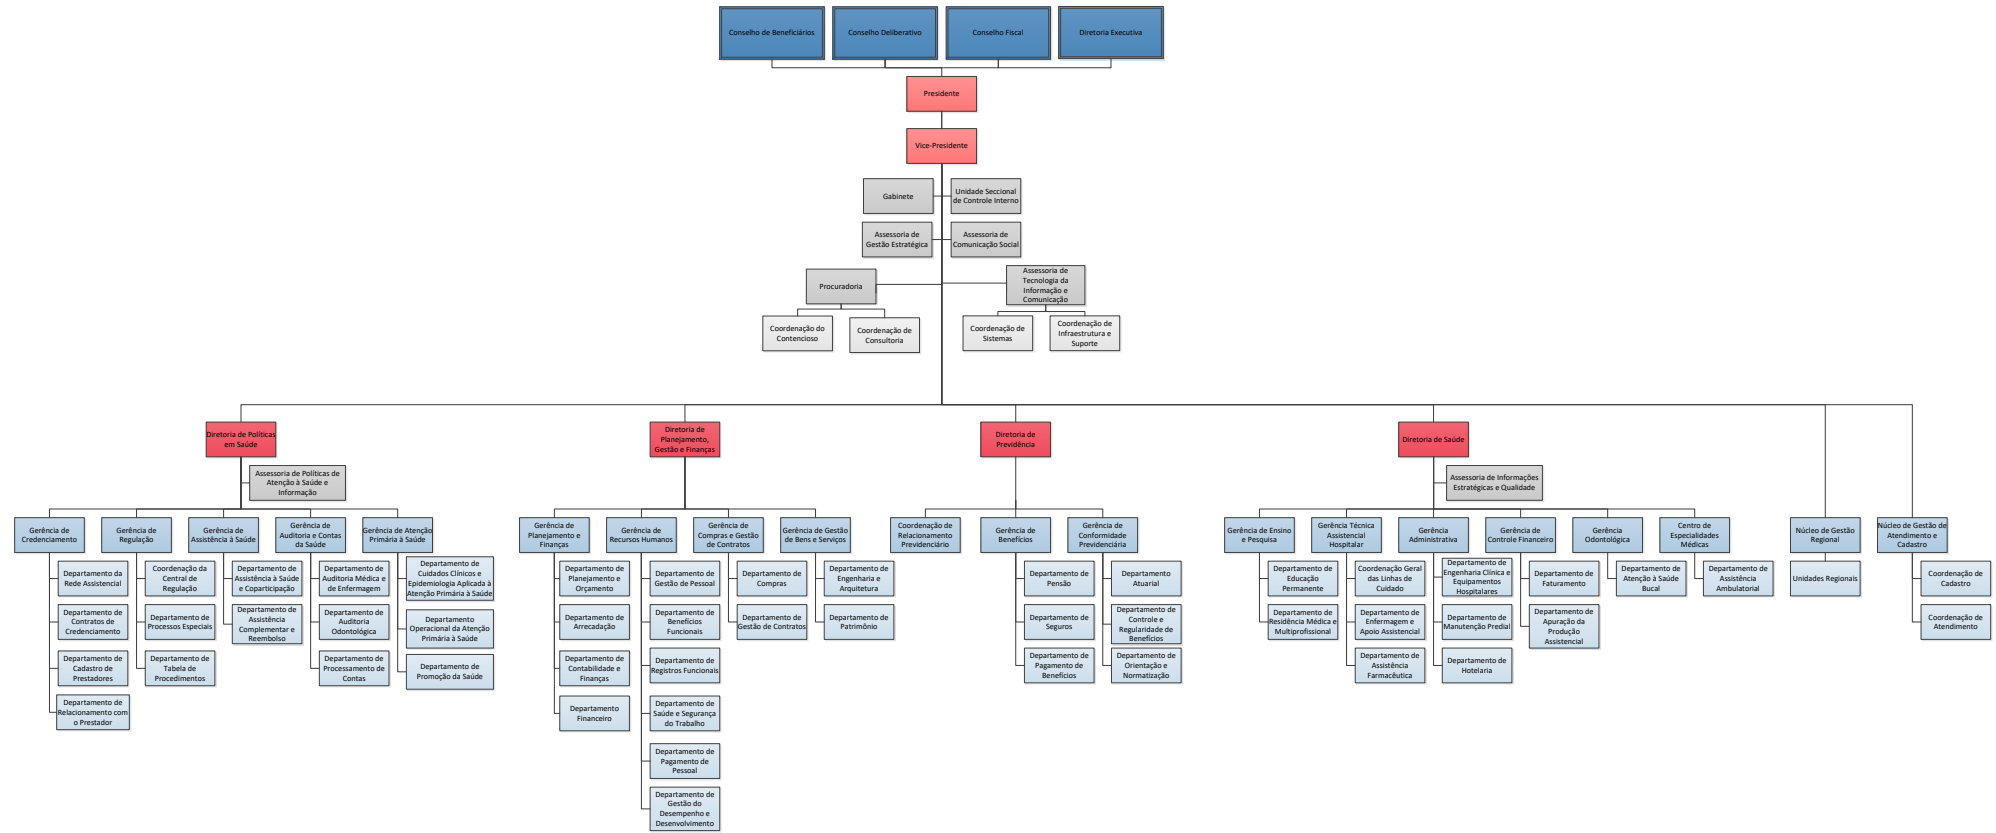 Conselho de Beneficiários
Conselho Deliberativo
Conselho Fiscal
Diretoria Executiva
Presidente
Vice-Presidente
Gabinete
Unidade Seccional
de Controle Interno
Assessoria de
Gestão Estratégica
Assessoria de
Comunicação Social
Procuradoria
Assessoria de
Tecnologia da
Informação e
Comunicação
Coordenação do
Contencioso
Coordenação de
Consultoria
Coordenação de
Sistemas
Coordenação de
Infraestrutura e
Suporte
Diretoria de Políticas
em Saúde
Assessoria de Políticas de
Atenção à Saúde e
Informação
Gerência de
Credenciamento
Departamento da
Rede Assistencial
Departamento de
Contratos de
Credenciamento
Departamento de
Cadastro de
Prestadores
Departamento de
Relacionamento com
o Prestador
Gerência de
Regulação
Coordenação da
Central de
Regulação
Departamento de
Processos Especiais
Departamento de
Tabela de
Procedimentos
Gerência de
Assistência à Saúde
Departamento de
Assistência à Saúde
e Coparticipação
Departamento de
Assistência
Complementar e
Reembolso
Gerência de
Auditoria e Contas
da Saúde
Departamento de
Auditoria Médica e
de Enfermagem
Departamento de
Auditoria
Odontológica
Departamento de
Processamento de
Contas
Gerência de Atenção
Primária à Saúde
Departamento de
Cuidados Clínicos e
Epidemiologia Aplicada à
Atenção Primária à Saúde
Departamento
Operacional da Atenção
Primária à Saúde
Departamento de
Promoção da Saúde
Diretoria de
Planejamento,
Gestão e Finanças
Gerência de
Planejamento e
Finanças
Departamento de
Planejamento e
Orçamento
Departamento de
Arrecadação
Departamento de
Contabilidade e
Finanças
Departamento
Financeiro
Gerência de
Recursos Humanos
Departamento de
Gestão de Pessoal
Departamento de
Benefícios
Funcionais
Departamento de
Registros Funcionais
Departamento de
Saúde e Segurança
do Trabalho
Departamento de
Pagamento de
Pessoal
Departamento de
Gestão do
Desempenho e
Desenvolvimento
Gerência de
Compras e Gestão
de Contratos
Departamento de
Compras
Departamento de
Gestão de Contratos
Gerência de Gestão
de Bens e Serviços
Departamento de
Engenharia e
Arquitetura
Departamento de
Patrimônio
Diretoria de
Previdência
Coordenação de
Relacionamento
Previdenciário
Gerência de
Benefícios
Departamento de
Pensão
Departamento de
Seguros
Departamento de
Pagamento de
Benefícios
Gerência de
Conformidade
Previdenciária
Departamento
Atuarial
Departamento de
Controle e
Regularidade de
Benefícios
Departamento de
Orientação e
Normatização
Diretoria de Saúde
Assessoria de Informações
Estratégicas e Qualidade
Gerência de Ensino
e Pesquisa
Departamento de
Educação
Permanente
Departamento de
Residência Médica e
Multiprofissional
Gerência Técnica
Assistencial
Hospitalar
Coordenação Geral
das Linhas de
Cuidado
Departamento de
Enfermagem e
Apoio Assistencial
Departamento de
Assistência
Farmacêutica
Gerência
Administrativa
Departamento de
Engenharia Clínica e
Equipamentos
Hospitalares
Departamento de
Manutenção Predial
Departamento de
Hotelaria
Gerência de
Controle Financeiro
Departamento de
Faturamento
Departamento de
Apuração da
Produção
Assistencial
Gerência
Odontológica
Departamento de
Atenção à Saúde
Bucal
Centro de
Especialidades
Médicas
Departamento de
Assistência
Ambulatorial
Núcleo de Gestão
Regional
Unidades Regionais
Núcleo de Gestão de
Atendimento e
Cadastro
Coordenação de
Cadastro
Coordenação de
Atendimento